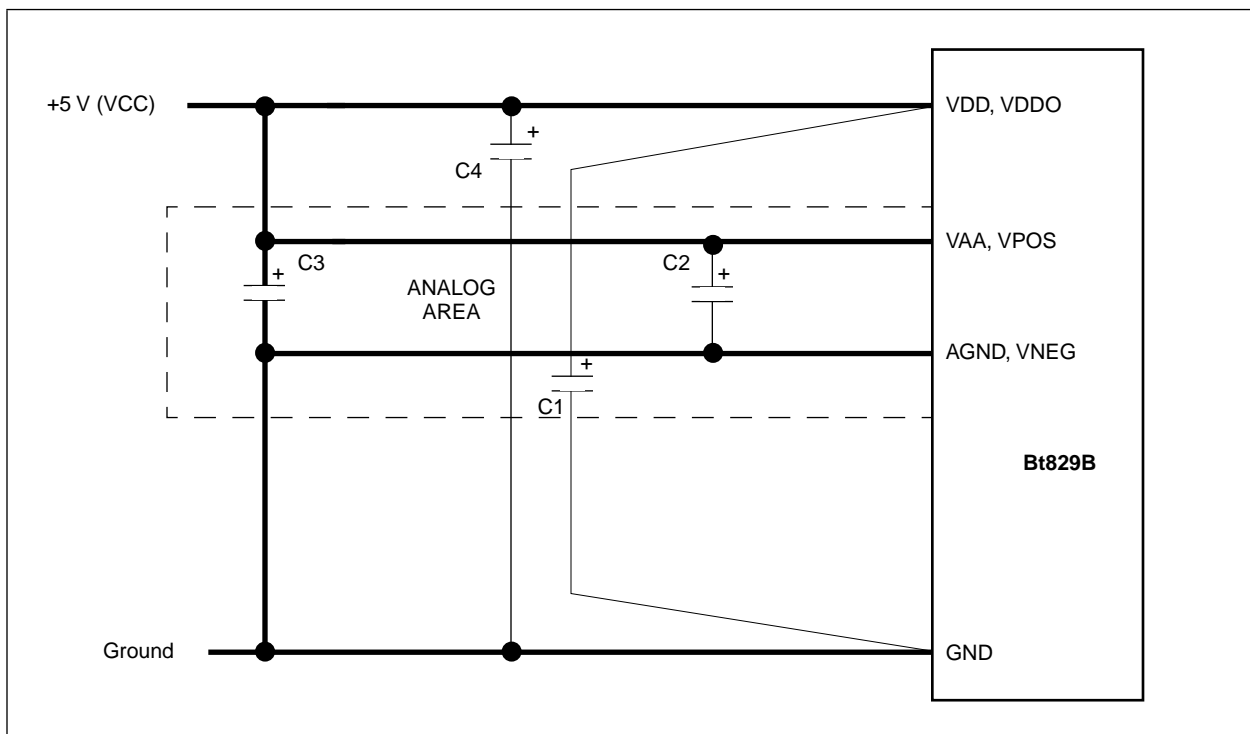 +5 V (VCC)
VDD, VDDO
+
C4
VAA, VPOS
C3
C2
+
+
ANALOG
AREA
AGND, VNEG
+
C1
Bt829B
Ground
GND